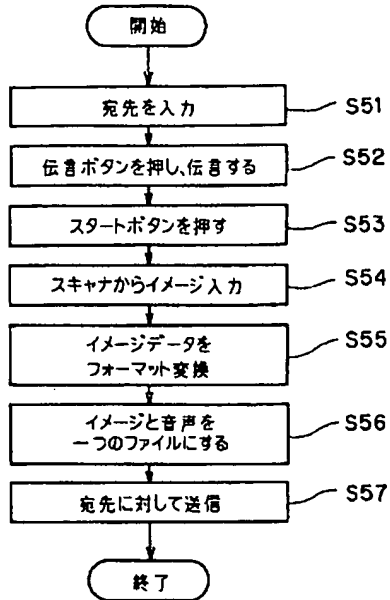 開始
宛先を入力
S51
伝言ボタンを押し、伝言する
S52
スタートボタンを押す
S53
スキャナからイメージ入力
S54
イメージデータを
フォーマット変換
S55
イメージと音声を
一つのファイルにする
S56
宛先に対して送信
S57
終了